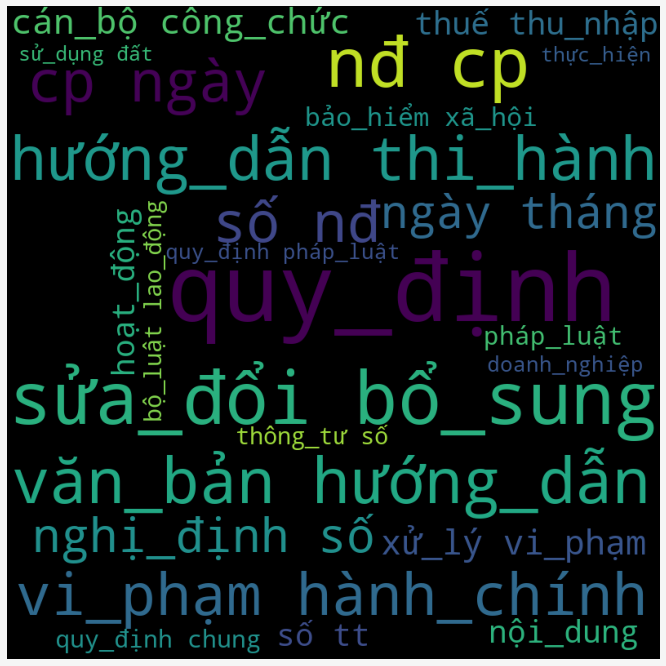 cán_bộ công_chức
thuế thu_nhập
sử_dụng đất
nđ cp
thực_hiện
cp ngày
bảo_hiểm xã_hội
hướng_dẫn thi_hành
số nđ
ngày tháng
hoạt_động
bộ_luật lao_động
quy_định pháp_luật
quy_định
pháp_luật
doanh_nghiệp
sửa_đổi bổ_sung
thông_tư số
văn_bản hướng_dẫn
nghị_định số
xử_lý vi_phạm
vi_phạm hành_chính
quy_định chung
số tt
nội_dung